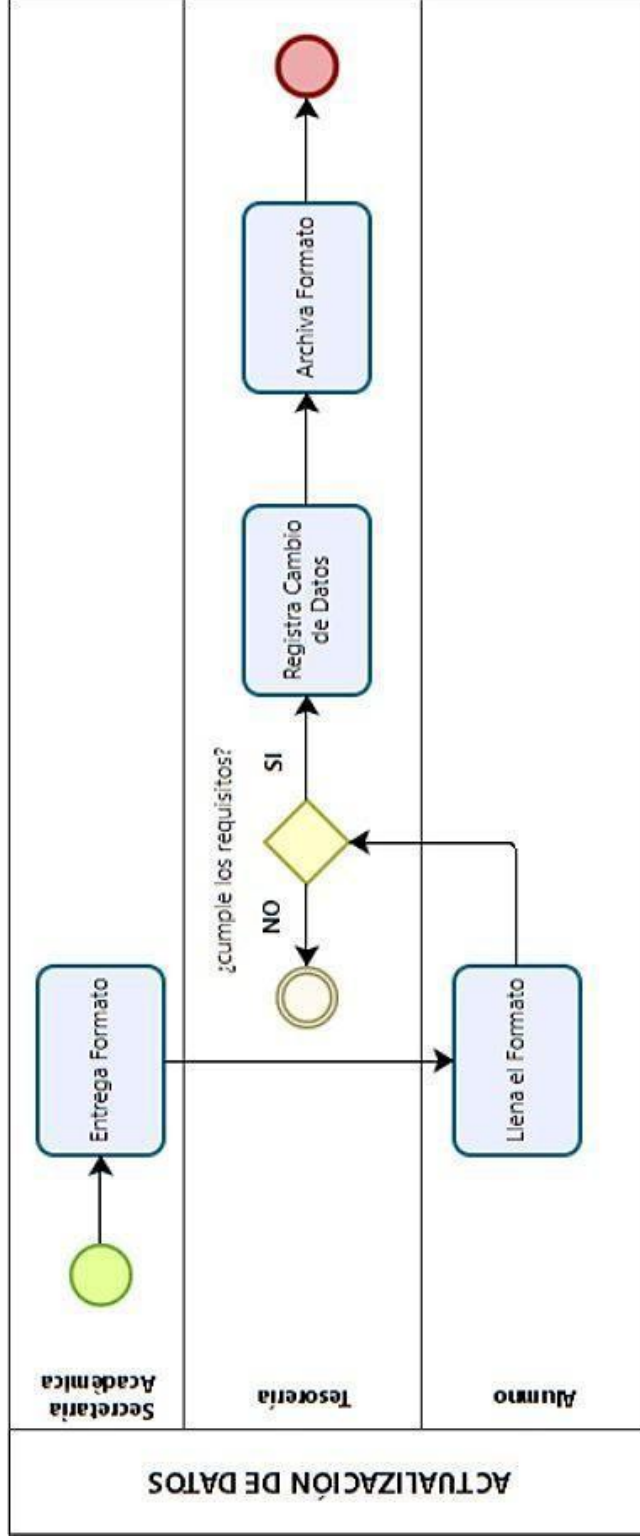 ACTUALIZACIÓN DE DATOS
Secretaria
Académica
Entrega Formato
Tesorería
¿cumple los requisitos?
NO
SI
Registra Cambio
de Datos
Archiva Formato
Alumno
Llena el Formato